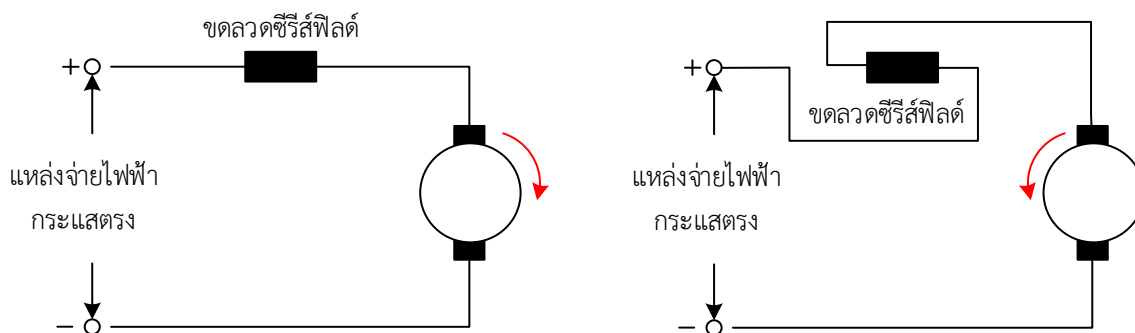 ขดลวดซีรีส์ฟิลด์
+
แหล่งจ่ายไฟฟ้า
กระแสตรง
−
+
ขดลวดซีรีส์ฟิลด์
แหล่งจ่ายไฟฟ้า
กระแสตรง
−